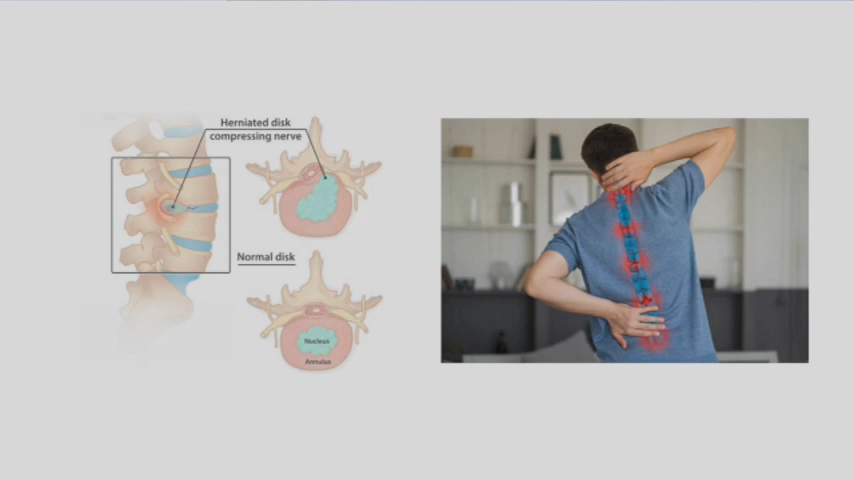 Herniated disk
compressing nerve
Normal disk
Nucleus
Annulus